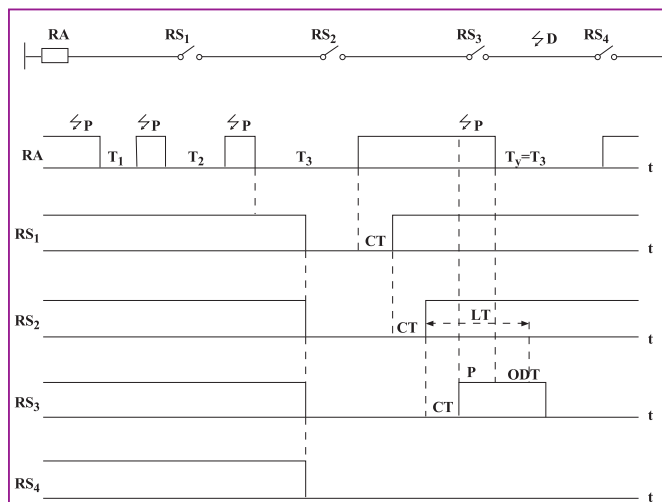 RA RS1 RS2 RS3 D RS4
P P P P
RA T1 T2 T3 Ty=T3 t
RS1 CT t
RS2 CT LT t
P ODT
RS3 CT t
RS4 t